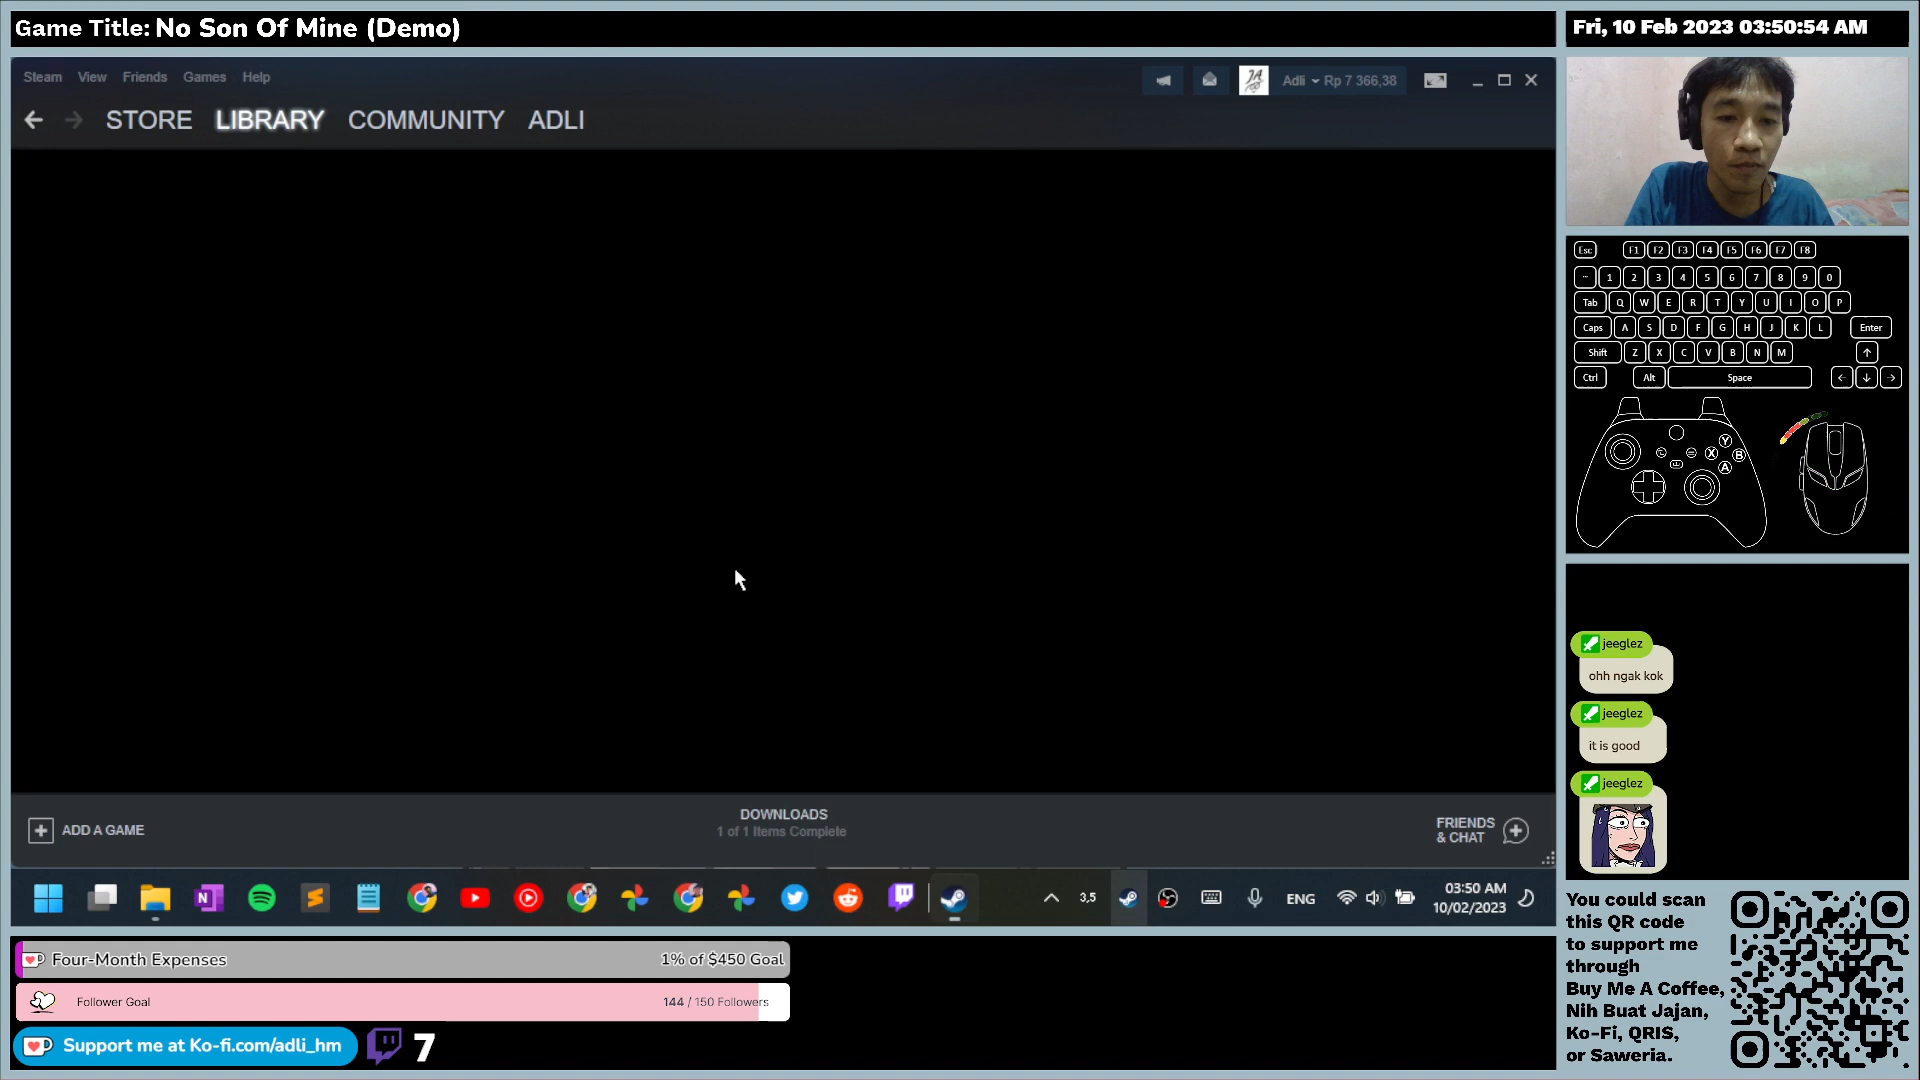 Game Title: No Son Of Mine (Demo)
Fri, 10 Feb 2023 03:50:54 AM
Steam View Friends Games Help
Adli Rp 7 366,38
STORE LIBRARY COMMUNITY ADLI
Esc F1 F2 F3 F4 F5 F6 F7 F8
~ 1 2 3 4 5 6 7 8 9 0
Tab Q W E R T Y U I O P
Caps A S D F G H J K L Enter
Shift Z X C V B N M ↑
Ctrl Alt Space ← ↓ →
Y
X B
A
jeeglez
ohh ngak kok
jeeglez
it is good
jeeglez
ADD A GAME
DOWNLOADS
1 of 1 Items Complete
FRIENDS
& CHAT
3,5
ENG
03:50 AM
10/02/2023
Four-Month Expenses 1% of $450 Goal
Follower Goal 144 / 150 Followers
Support me at Ko-fi.com/adli_hm 7
You could scan
this QR code
to support me
through
Buy Me A Coffee,
Nih Buat Jajan,
Ko-Fi, QRIS,
or Saweria.